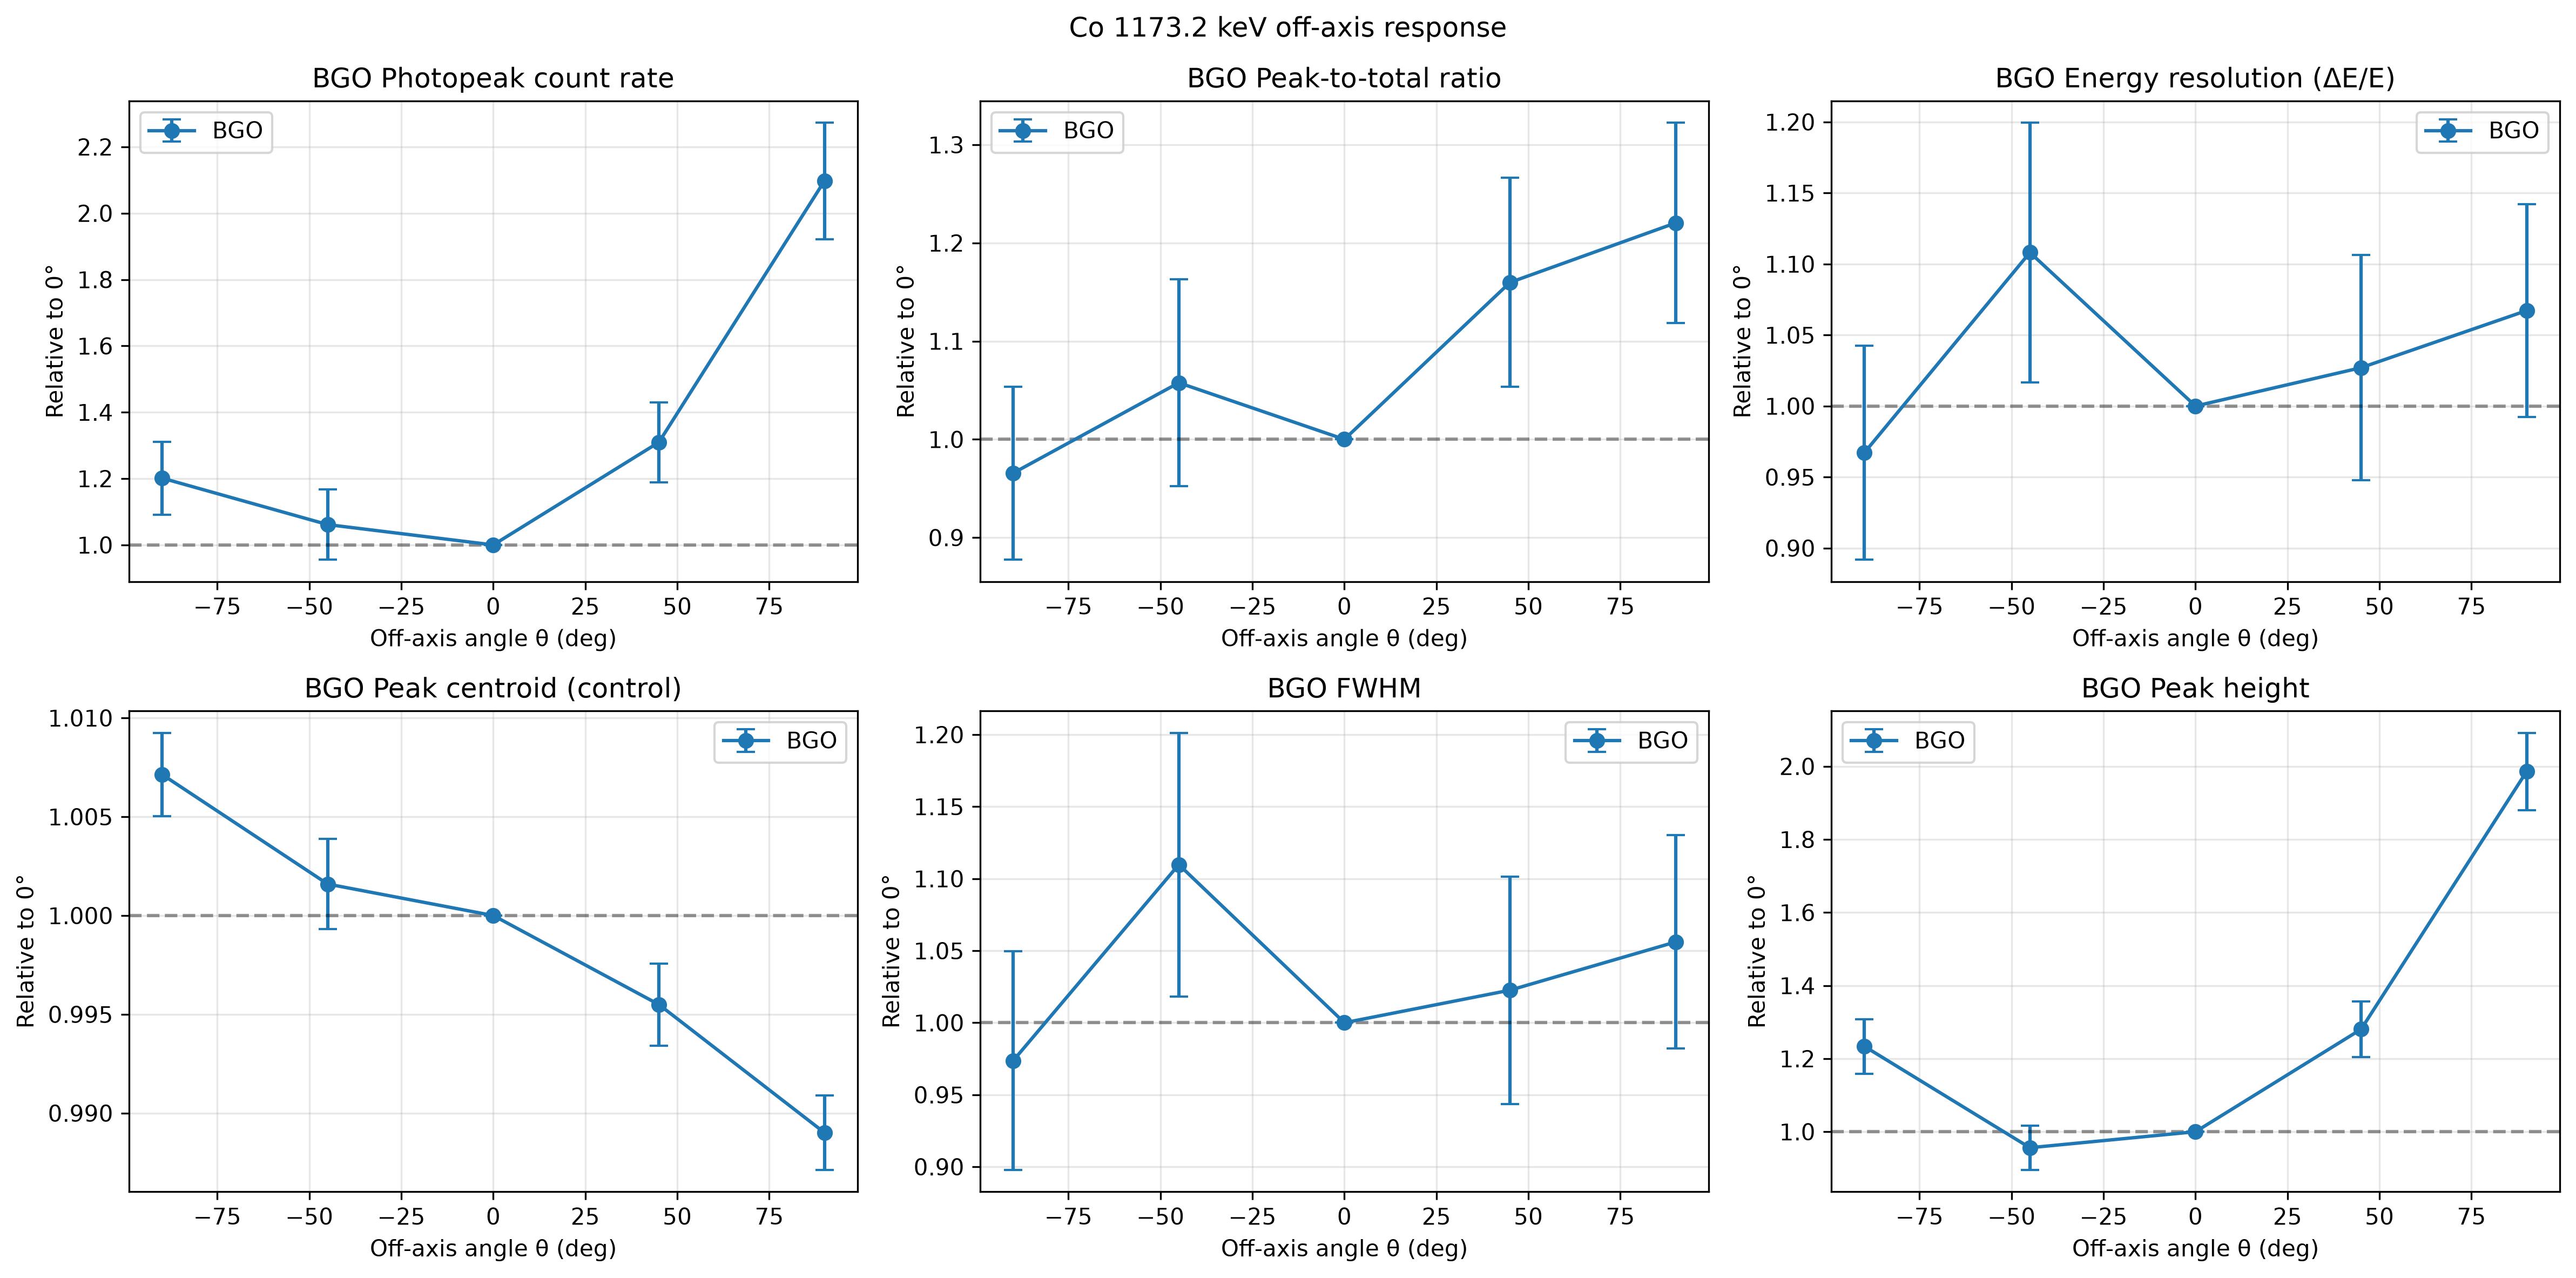 Co 1173.2 keV off-axis response
BGO Photopeak count rate
BGO
2.2
2.0
1.8
1.6
1.4
1.2
1.0
Relative to 0°
−75 −50 −25 0 25 50 75
Off-axis angle θ (deg)
BGO Peak-to-total ratio
BGO
1.3
1.2
1.1
1.0
0.9
Relative to 0°
−75 −50 −25 0 25 50 75
Off-axis angle θ (deg)
BGO Energy resolution (ΔE/E)
BGO
1.20
1.15
1.10
1.05
1.00
0.95
0.90
Relative to 0°
−75 −50 −25 0 25 50 75
Off-axis angle θ (deg)
BGO Peak centroid (control)
BGO
1.010
1.005
1.000
0.995
0.990
Relative to 0°
−75 −50 −25 0 25 50 75
Off-axis angle θ (deg)
BGO FWHM
BGO
1.20
1.15
1.10
1.05
1.00
0.95
0.90
Relative to 0°
−75 −50 −25 0 25 50 75
Off-axis angle θ (deg)
BGO Peak height
BGO
2.0
1.8
1.6
1.4
1.2
1.0
Relative to 0°
−75 −50 −25 0 25 50 75
Off-axis angle θ (deg)